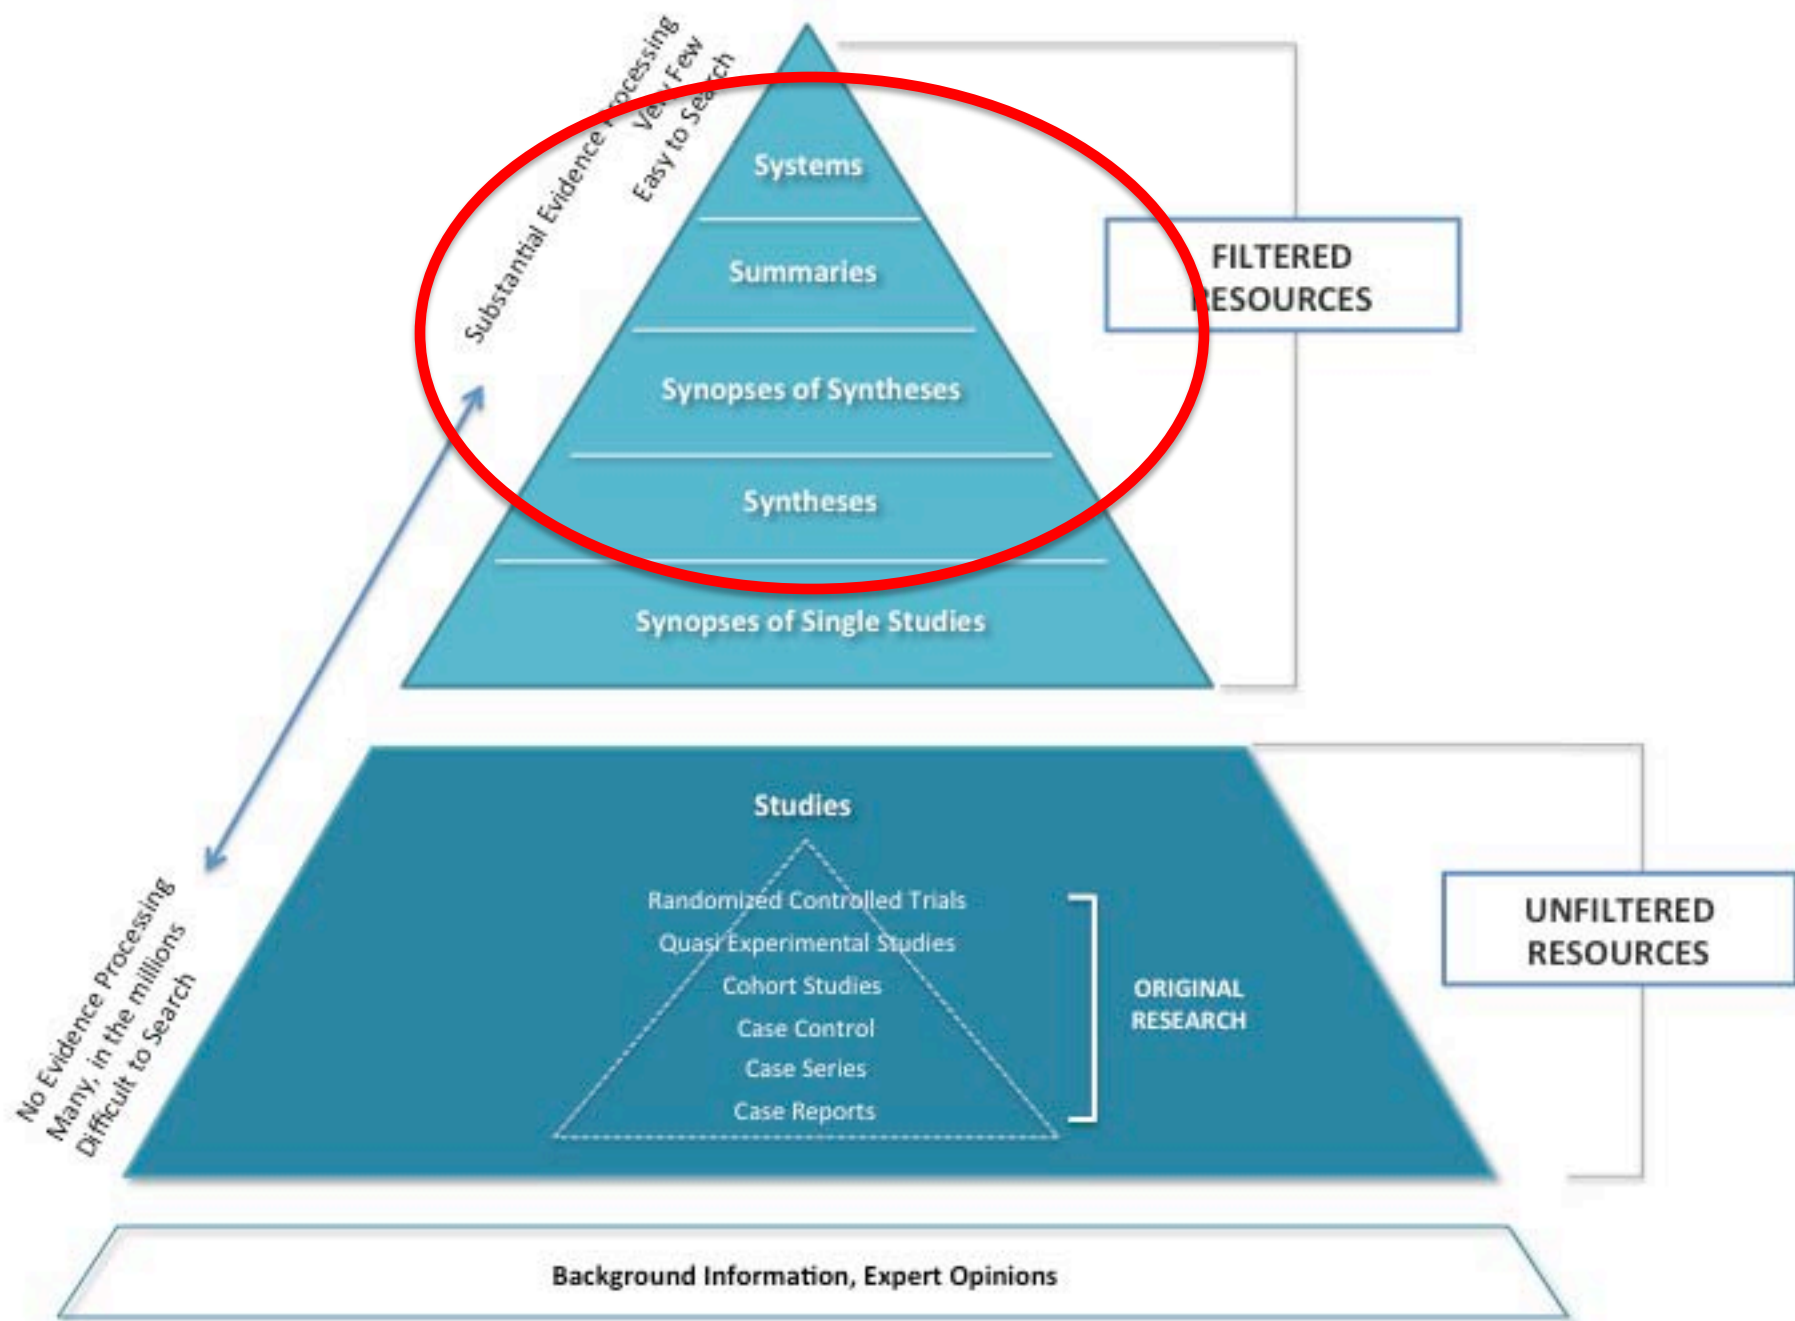 Substantial Evidence Processing
Very Few
Easy to Search
Systems
Summaries
Synopses of Syntheses
Syntheses
Synopses of Single Studies
FILTERED
RESOURCES
Studies
Randomized Controlled Trials
Quasi Experimental Studies
Cohort Studies
Case Control
Case Series
Case Reports
ORIGINAL
RESEARCH
UNFILTERED
RESOURCES
No Evidence Processing
Many, in the millions
Difficult to Search
Background Information, Expert Opinions